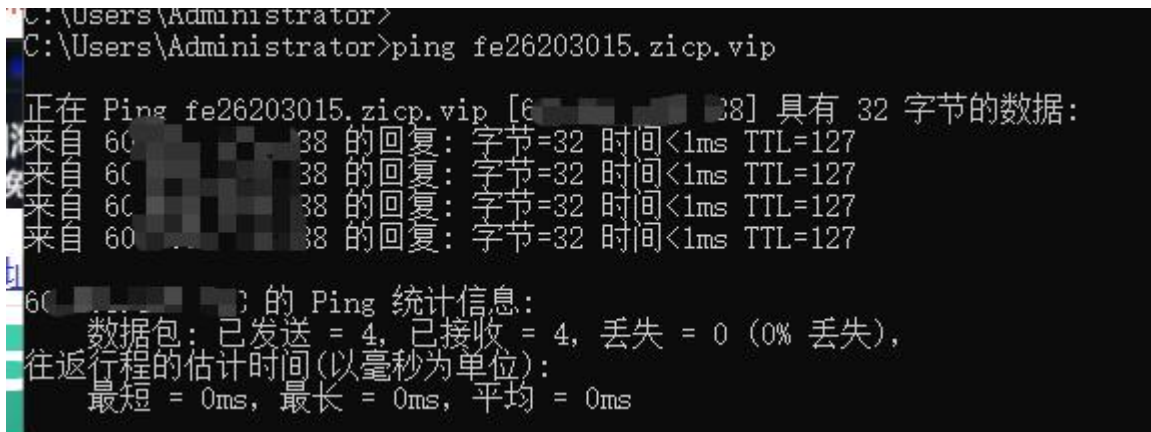 C:\Users\Administrator>
C:\Users\Administrator>ping fe26203015.zicp.vip
正在 Ping fe26203015.zicp.vip [6 38] 具有 32 字节的数据:
来自 60 38 的回复: 字节=32 时间<1ms TTL=127
来自 60 38 的回复: 字节=32 时间<1ms TTL=127
来自 60 38 的回复: 字节=32 时间<1ms TTL=127
来自 60 38 的回复: 字节=32 时间<1ms TTL=127
60 的 Ping 统计信息:
数据包: 已发送 = 4, 已接收 = 4, 丢失 = 0 (0% 丢失),
往返行程的估计时间(以毫秒为单位):
最短 = 0ms, 最长 = 0ms, 平均 = 0ms